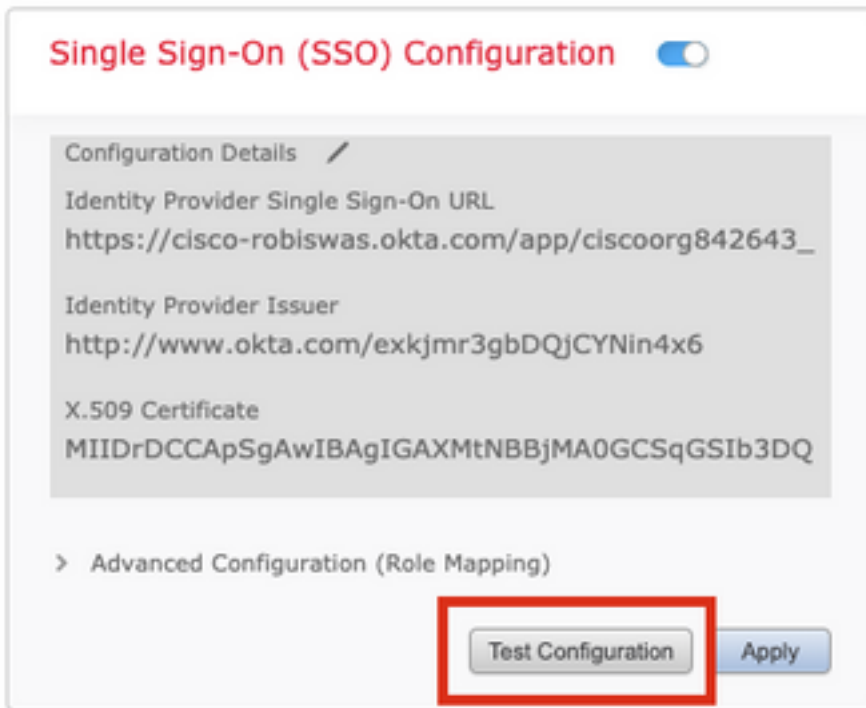 Single Sign-On (SSO) Configuration
Configuration Details
Identity Provider Single Sign-On URL
https://cisco-robiswas.okta.com/app/ciscoorg842643_
Identity Provider Issuer
http://www.okta.com/exkjmr3gbDQjCYNin4x6
X.509 Certificate
MIIDrDCCApSgAwIBAgIGAXMtNBBjMA0GCSqGSIb3DQ
Advanced Configuration (Role Mapping)
Test Configuration Apply